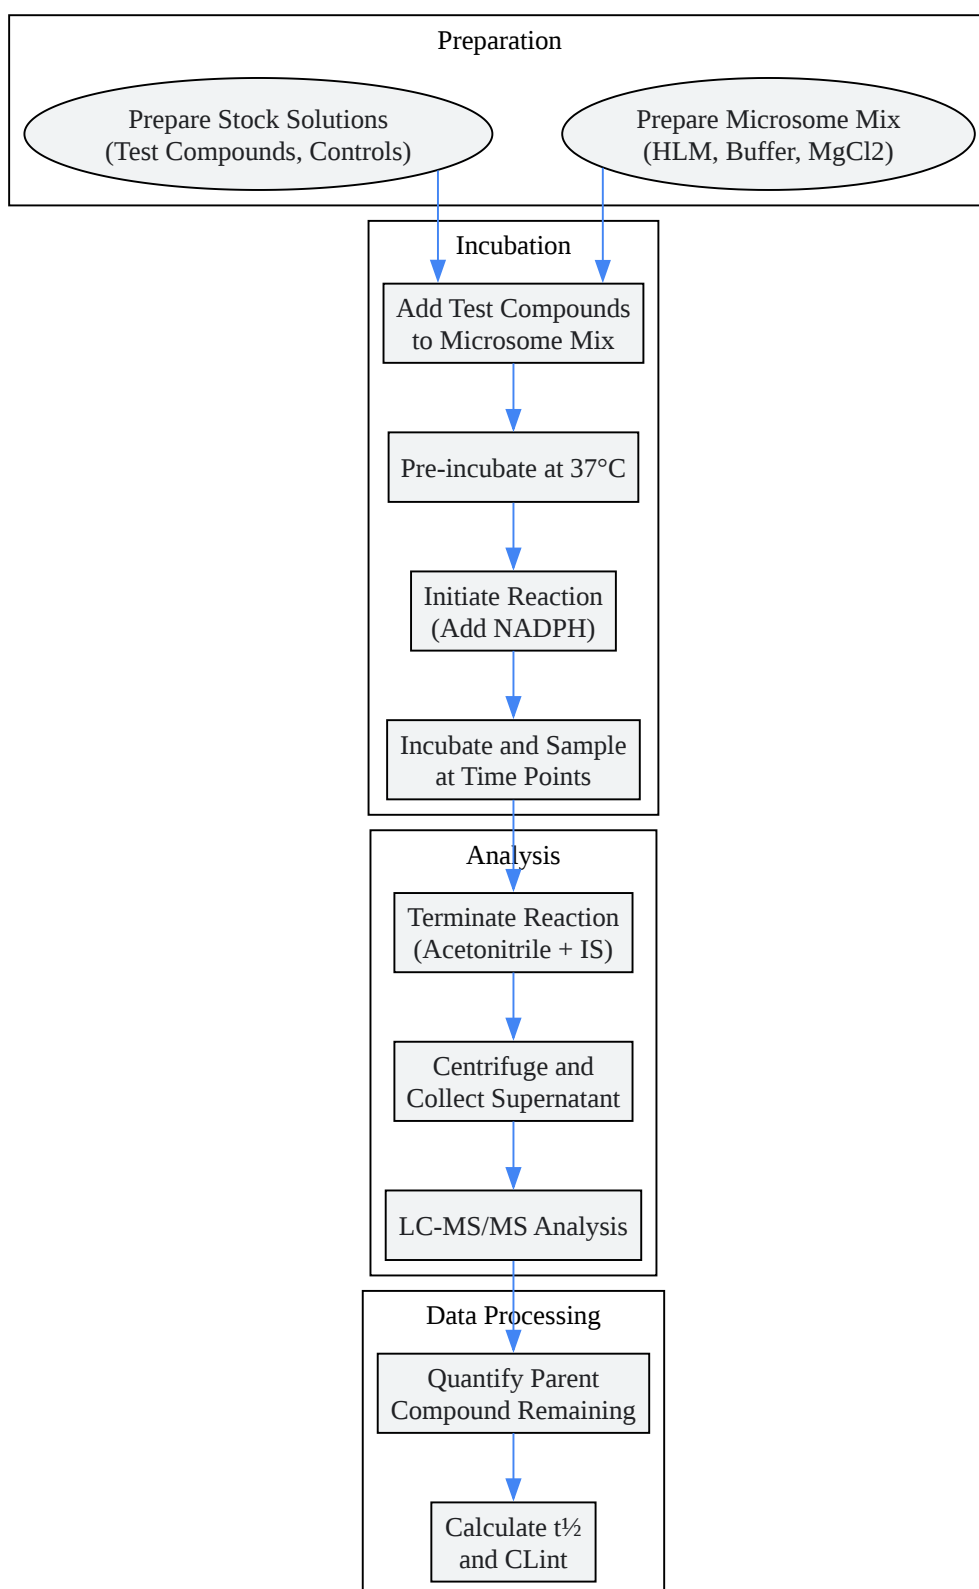 Preparation
Prepare Stock Solutions
(Test Compounds, Controls)
Prepare Microsome Mix
(HLM, Buffer, MgCl2)
Incubation
Add Test Compounds
to Microsome Mix
Pre-incubate at 37°C
Initiate Reaction
(Add NADPH)
Incubate and Sample
at Time Points
Analysis
Terminate Reaction
(Acetonitrile + IS)
Centrifuge and
Collect Supernatant
LC-MS/MS Analysis
Data Processing
Quantify Parent
Compound Remaining
Calculate t½
and CLint